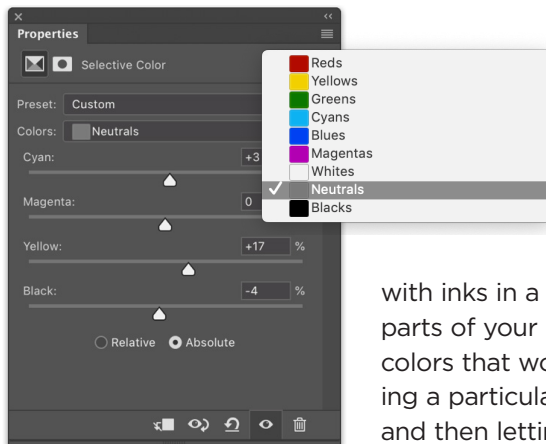 Properties
Selective Color
Preset: Custom
Colors: Neutrals
Cyan: +3
Magenta: 0
Yellow: +17 %
Black: -4 %
Relative Absolute
Reds
Yellows
Greens
Cyans
Blues
Magentas
Whites
Neutrals
Blacks
with inks in a
parts of your
colors that wo
ing a particula
and then lettin